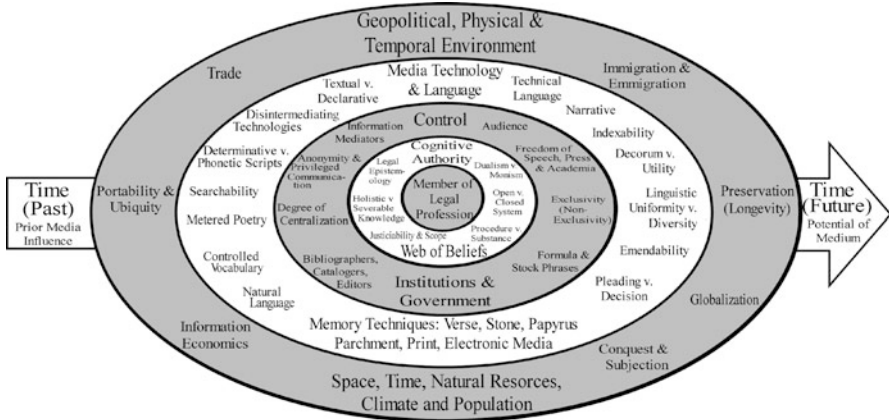 Geopolitical, Physical &
Temporal Environment
Trade
Immigration &
Emmigration
Portability &
Ubiquity
Preservation
(Longevity)
Information
Economics
Globalization
Conquest &
Subjection
Space, Time, Natural Resorces,
Climate and Population
Time
(Past)
Prior Media
Influence
Time
(Future)
Potential of
Medium
Media Technology
& Language
Textual v.
Declarative
Technical
Language
Disintermediating
Technologies
Narrative
Indexability
Determinative v.
Phonetic Scripts
Decorum v.
Utility
Searchability
Linguistic
Uniformity v.
Diversity
Metered Poetry
Emendability
Controlled
Vocabulary
Pleading v.
Decision
Natural
Language
Memory Techniques: Verse, Stone, Papyrus
Parchment, Print, Electronic Media
Control
Information
Mediators
Audience
Anonymity &
Privileged
Communica-
tion
Freedom of
Speech, Press
& Academia
Degree of
Centralization
Exclusivity
(Non-
Exclusivity)
Bibliographers,
Catalogers,
Editors
Formula &
Stock Phrases
Institutions &
Government
Cognitive
Authority
Legal
Epistem-
ology
Dualism v.
Monism
Holistic v
Severable
Knowledge
Open v.
Closed
System
Justiciability & Scope
Procedure v.
Substance
Web of Beliefs
Member of
Legal
Profession